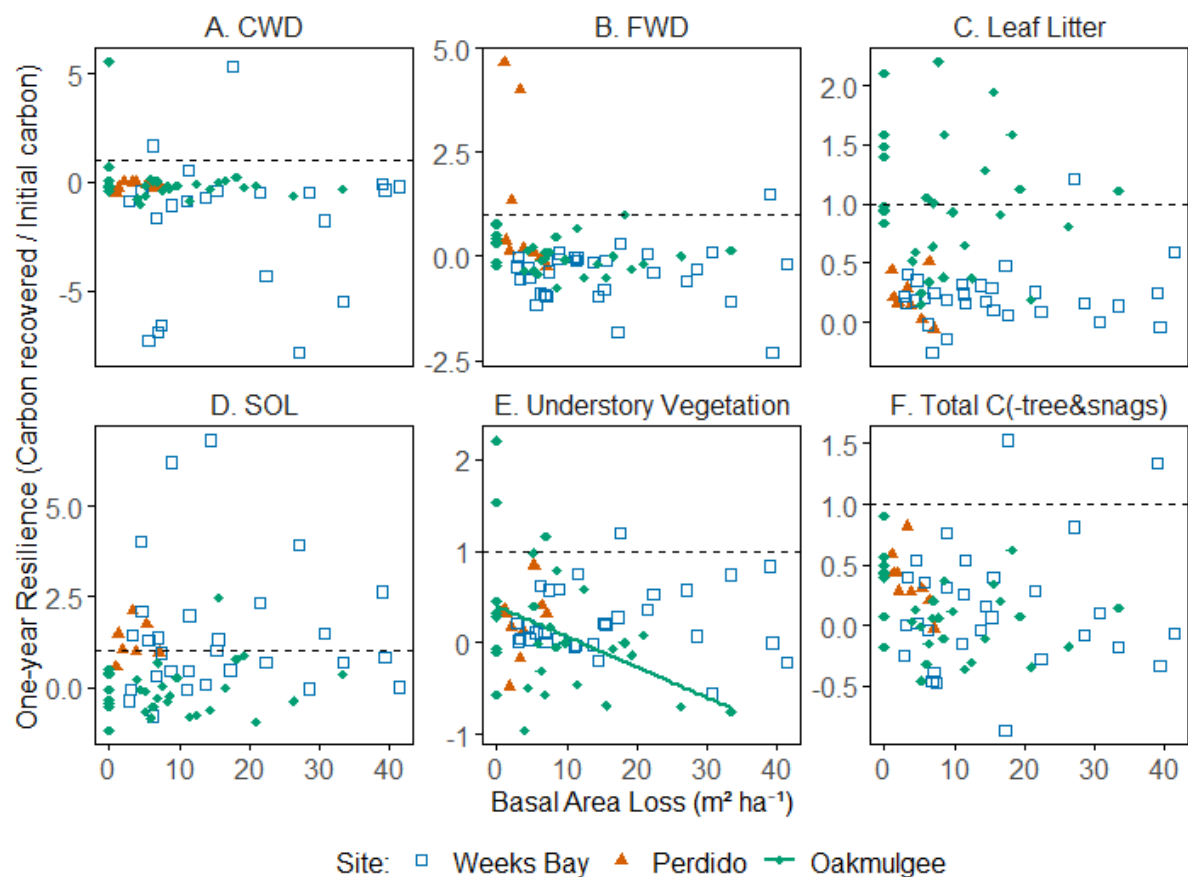 A. CWD
B. FWD
C. Leaf Litter
5
0
-5
5.0
2.5
0.0
-2.5
2.0
1.5
1.0
0.5
0.0
D. SOL
E. Understory Vegetation
F. Total C(-tree&snags)
5.0
2.5
0.0
2
1
0
-1
1.5
1.0
0.5
0.0
-0.5
0 10 20 30 40
0 10 20 30 40
0 10 20 30 40
One-year Resilience (Carbon recovered / Initial carbon)
Basal Area Loss (m² ha⁻¹)
Site: Weeks Bay Perdido Oakmulgee